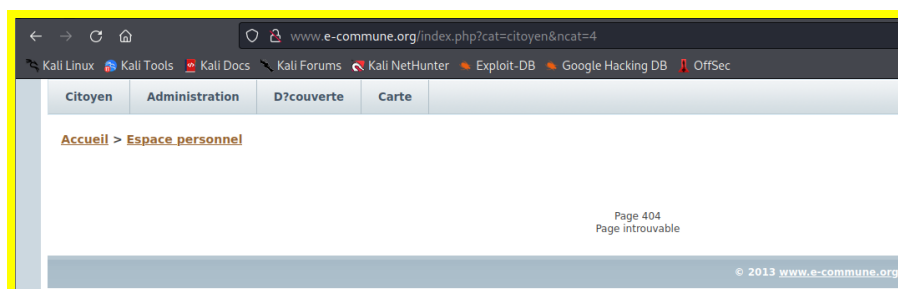 www.e-commune.org/index.php?cat=citoyen&ncat=4
Kali Linux Kali Tools Kali Docs Kali Forums Kali NetHunter Exploit-DB Google Hacking DB OffSec
Citoyen Administration D?couverte Carte
Accueil > Espace personnel
Page 404
Page introuvable
© 2013 www.e-commune.org